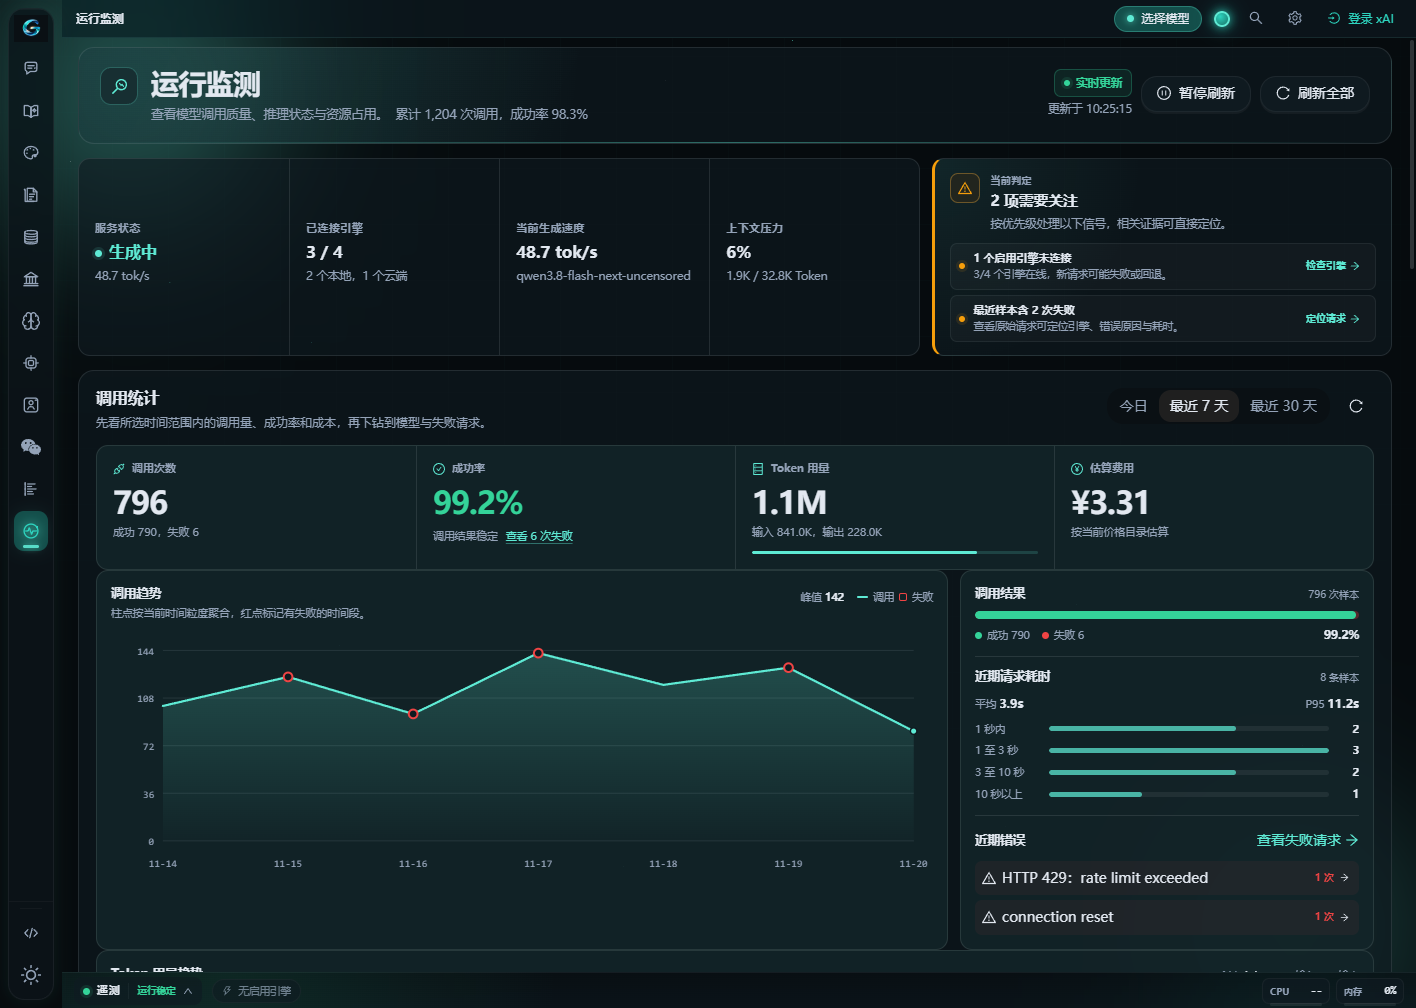 运行监测
选择模型
登录 xAI
运行监测
查看模型调用质量、推理状态与资源占用。 累计 1,204 次调用，成功率 98.3%
实时更新
更新于 10:25:15
暂停刷新
刷新全部
服务状态
生成中
48.7 tok/s
已连接引擎
3 / 4
2 个本地，1 个云端
当前生成速度
48.7 tok/s
qwen3.8-flash-next-uncensored
上下文压力
6%
1.9K / 32.8K Token
当前判定
2 项需要关注
按优先级处理以下信号，相关证据可直接定位。
1 个启用引擎未连接
3/4 个引擎在线，新请求可能失败或回退。
检查引擎
最近样本含 2 次失败
查看原始请求可定位引擎、错误原因与耗时。
定位请求
调用统计
先看所选时间范围内的调用量、成功率和成本，再下钻到模型与失败请求。
今日
最近 7 天
最近 30 天
调用次数
796
成功 790，失败 6
成功率
99.2%
调用结果稳定 查看 6 次失败
Token 用量
1.1M
输入 841.0K，输出 228.0K
估算费用
¥3.31
按当前价格目录估算
调用趋势
柱点按当前时间粒度聚合，红点标记有失败的时间段。
峰值 142 调用 失败
144
108
72
36
0
11-14 11-15 11-16 11-17 11-18 11-19 11-20
调用结果
796 次样本
成功 790 失败 6
99.2%
近期请求耗时
8 条样本
平均 3.9s
P95 11.2s
1 秒内 2
1 至 3 秒 3
3 至 10 秒 2
10 秒以上 1
近期错误
查看失败请求
HTTP 429： rate limit exceeded
1 次
connection reset
1 次
Token 用量趋势
遥测
运行稳定
无启用引擎
CPU --
内存 0%